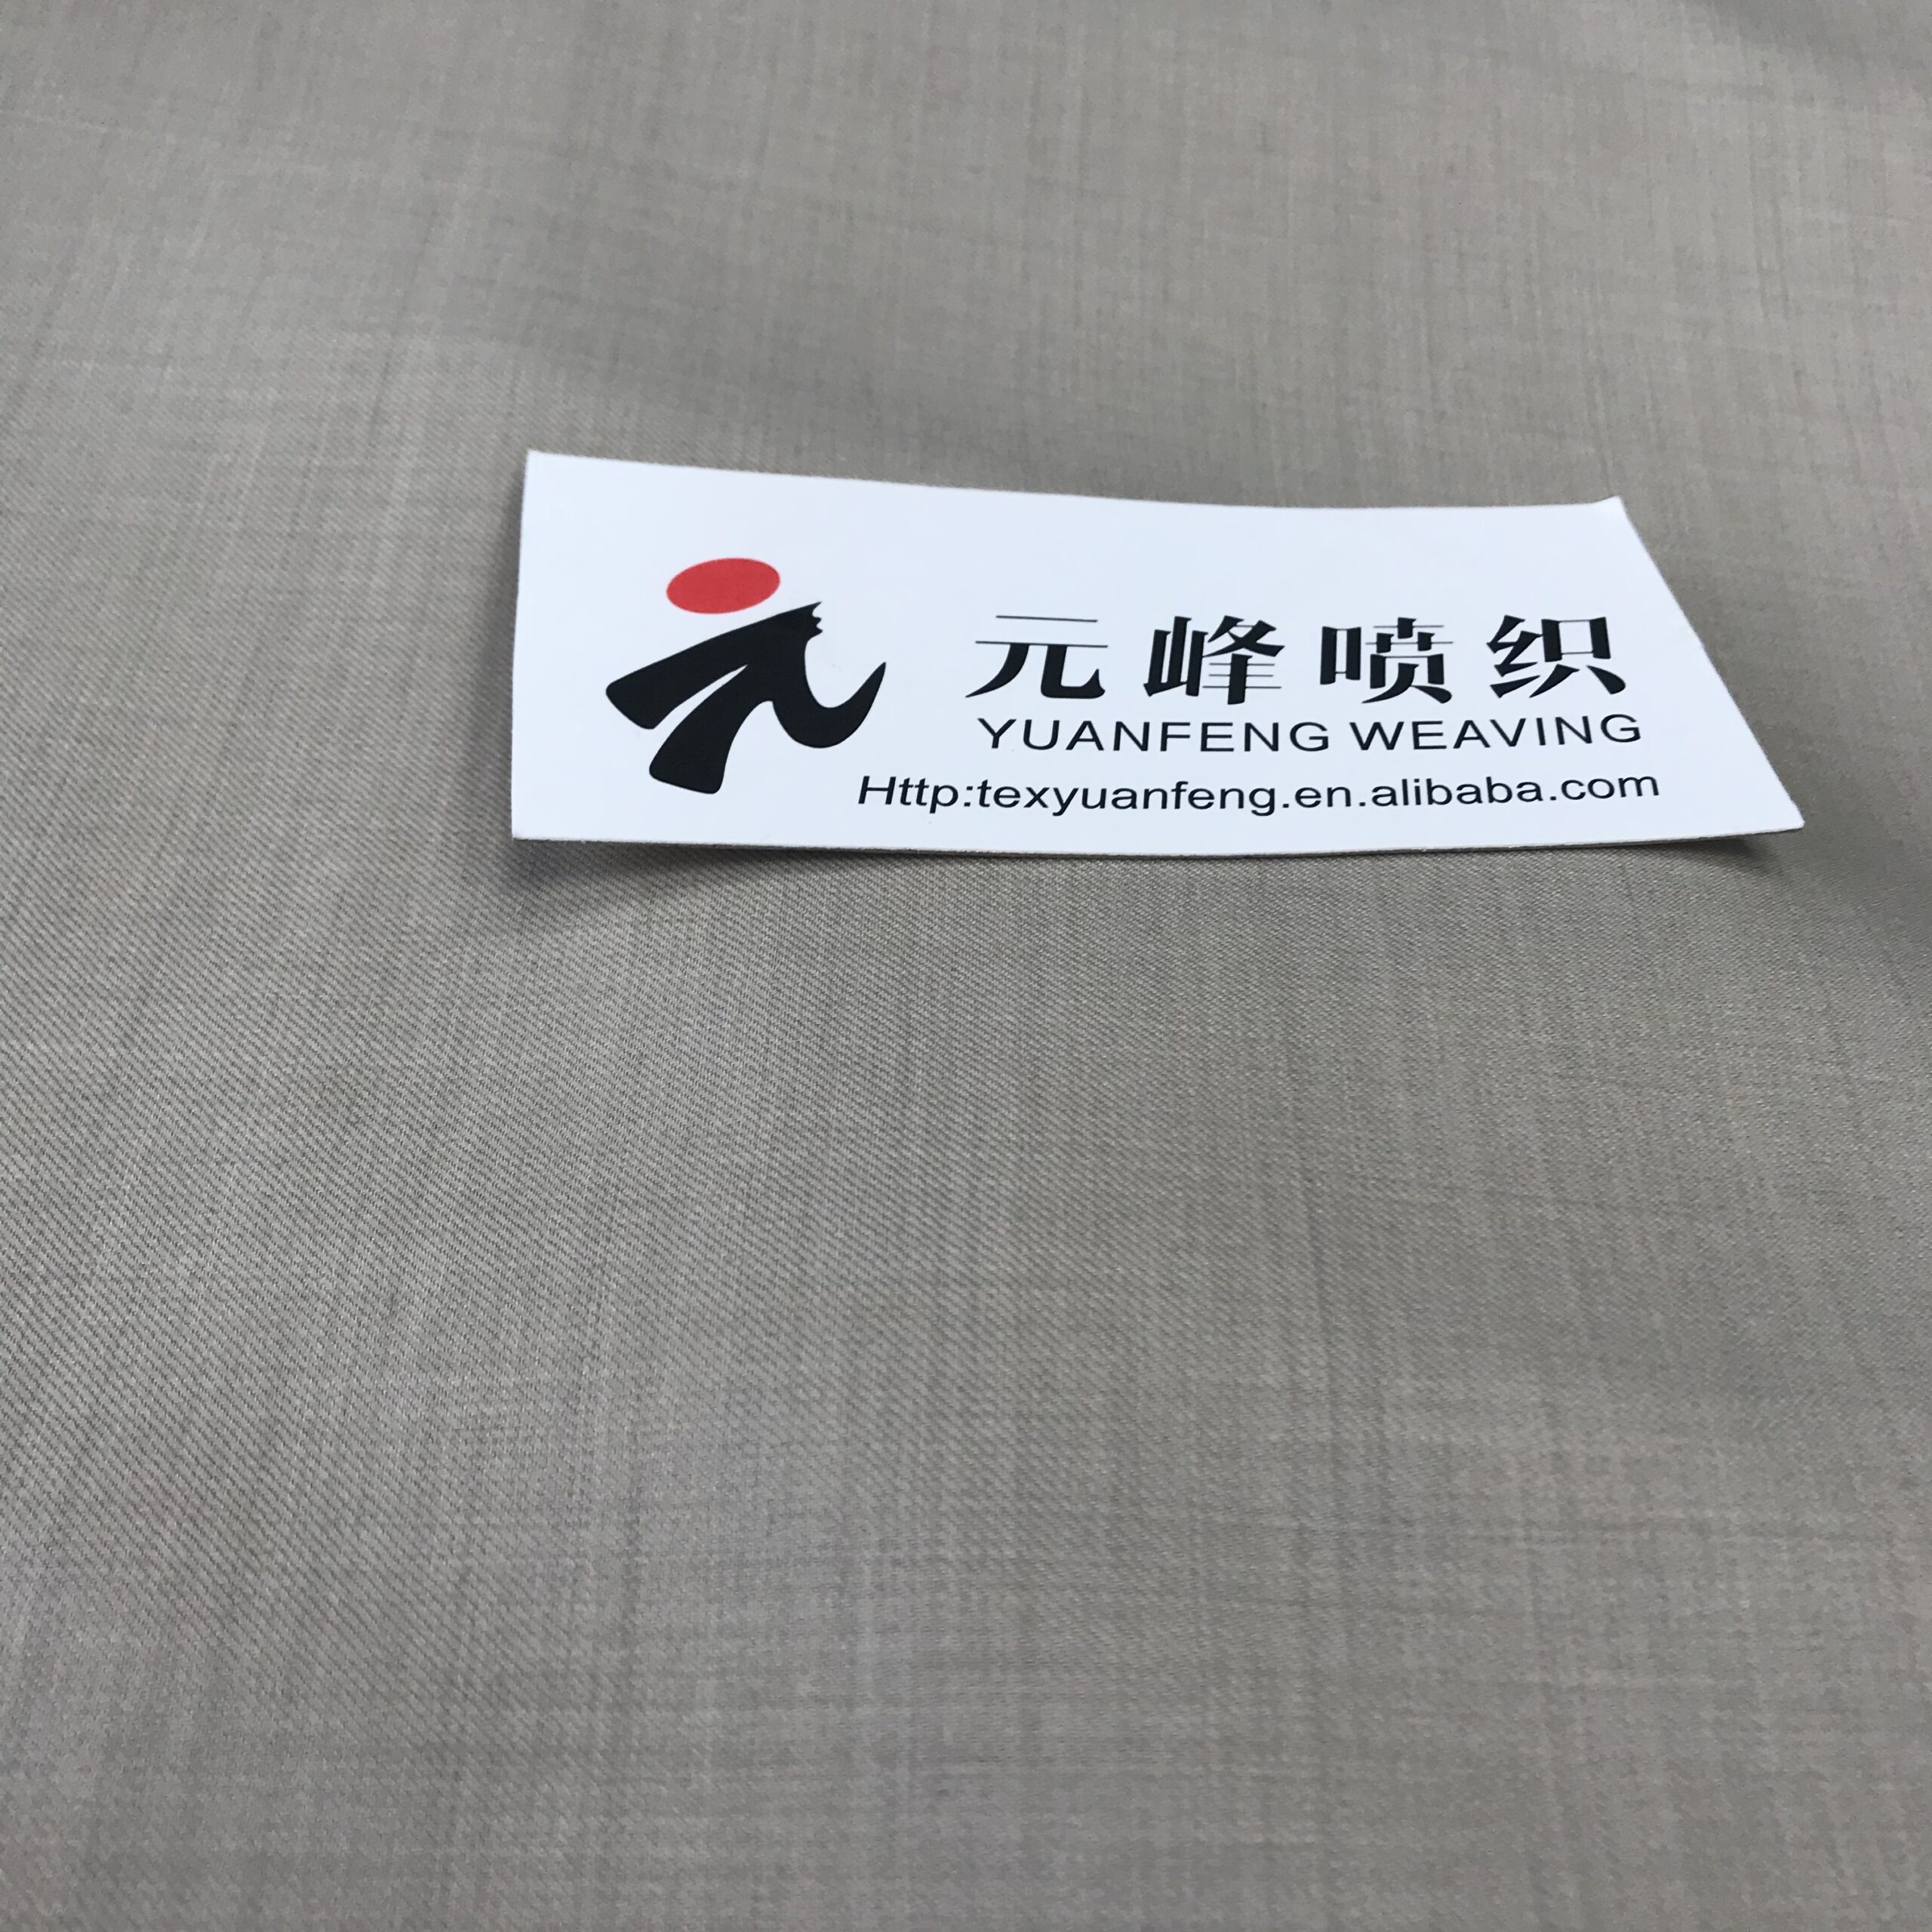 元峰喷织
YUANFENG WEAVING
Http:texyuanfeng.en.alibaba.com